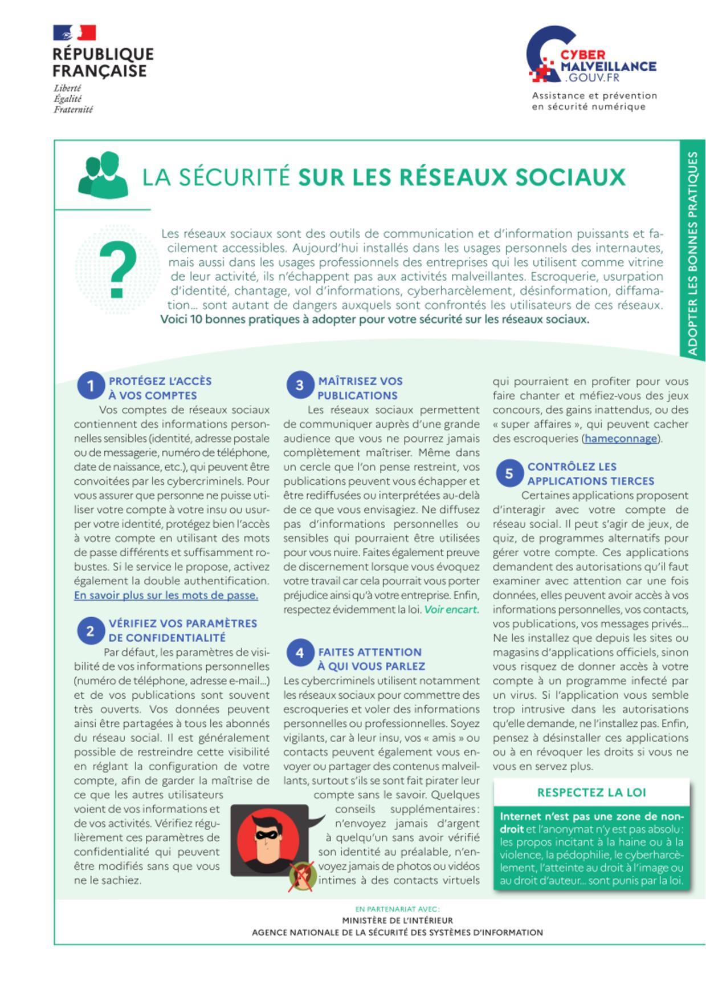 RÉPUBLIQUE
FRANÇAISE
Liberté
Égalité
Fraternité
CYBER
MALVEILLANCE
.GOUV.FR
Assistance et prévention
en sécurité numérique
ADOPTER LES BONNES PRATIQUES
LA SÉCURITÉ SUR LES RÉSEAUX SOCIAUX
?
Les réseaux sociaux sont des outils de communication et d'information puissants et fa-
cilement accessibles. Aujourd'hui installés dans les usages personnels des internautes,
mais aussi dans les usages professionnels des entreprises qui les utilisent comme vitrine
de leur activité, ils n'échappent pas aux activités malveillantes. Escroquerie, usurpation
d'identité, chantage, vol d'informations, cyberharcèlement, désinformation, diffama-
tion... sont autant de dangers auxquels sont confrontés les utilisateurs de ces réseaux.
Voici 10 bonnes pratiques à adopter pour votre sécurité sur les réseaux sociaux.
1 PROTÉGEZ L'ACCÈS
À VOS COMPTES
Vos comptes de réseaux sociaux
contiennent des informations person-
nelles sensibles (identité, adresse postale
ou de messagerie, numéro de téléphone,
date de naissance, etc.), qui peuvent être
convoitées par les cybercriminels. Pour
vous assurer que personne ne puisse uti-
liser votre compte à votre insu ou usur-
per votre identité, protégez bien l'accès
à votre compte en utilisant des mots
de passe différents et suffisamment ro-
bustes. Si le service le propose, activez
également la double authentification.
En savoir plus sur les mots de passe.
2 VÉRIFIEZ VOS PARAMÈTRES
DE CONFIDENTIALITÉ
Par défaut, les paramètres de visi-
bilité de vos informations personnelles
(numéro de téléphone, adresse e-mail...)
et de vos publications sont souvent
très ouverts. Vos données peuvent
ainsi être partagées à tous les abonnés
du réseau social. Il est généralement
possible de restreindre cette visibilité
en réglant la configuration de votre
compte, afin de garder la maîtrise de
ce que les autres utilisateurs
voient de vos informations et
de vos activités. Vérifiez régu-
lièrement ces paramètres de
confidentialité qui peuvent
être modifiés sans que vous
ne le sachiez.
3 MAÎTRISEZ VOS
PUBLICATIONS
Les réseaux sociaux permettent
de communiquer auprès d'une grande
audience que vous ne pourrez jamais
complètement maîtriser. Même dans
un cercle que l'on pense restreint, vos
publications peuvent vous échapper et
être rediffusées ou interprétées au-delà
de ce que vous envisagiez. Ne diffusez
pas d'informations personnelles ou
sensibles qui pourraient être utilisées
pour vous nuire. Faites également preuve
de discernement lorsque vous évoquez
votre travail car cela pourrait vous porter
préjudice ainsi qu'à votre entreprise. Enfin,
respectez évidemment la loi. Voir encart.
4 FAITES ATTENTION
À QUI VOUS PARLEZ
Les cybercriminels utilisent notamment
les réseaux sociaux pour commettre des
escroqueries et voler des informations
personnelles ou professionnelles. Soyez
vigilants, car à leur insu, vos « amis » ou
contacts peuvent également vous en-
voyer ou partager des contenus malveil-
lants, surtout s'ils se sont fait pirater leur
compte sans le savoir. Quelques
conseils supplémentaires :
n'envoyez jamais d'argent
à quelqu'un sans avoir vérifié
son identité au préalable, n'en-
voyez jamais de photos ou vidéos
intimes à des contacts virtuels
qui pourraient en profiter pour vous
faire chanter et méfiez-vous des jeux
concours, des gains inattendus, ou des
« super affaires », qui peuvent cacher
des escroqueries (hameçonnage).
5 CONTRÔLEZ LES
APPLICATIONS TIERCES
Certaines applications proposent
d'interagir avec votre compte de
réseau social. Il peut s'agir de jeux, de
quiz, de programmes alternatifs pour
gérer votre compte. Ces applications
demandent des autorisations qu'il faut
examiner avec attention car une fois
données, elles peuvent avoir accès à vos
informations personnelles, vos contacts,
vos publications, vos messages privés...
Ne les installez que depuis les sites ou
magasins d'applications officiels, sinon
vous risquez de donner accès à votre
compte à un programme infecté par
un virus. Si l'application vous semble
trop intrusive dans les autorisations
qu'elle demande, ne l'installez pas. Enfin,
pensez à désinstaller ces applications
ou à en révoquer les droits si vous ne
vous en servez plus.
RESPECTEZ LA LOI
Internet n'est pas une zone de non-
droit et l'anonymat n'y est pas absolu :
les propos incitant à la haine ou à la
violence, la pédophilie, le cyberharcè-
lement, l'atteinte au droit à l'image ou
au droit d'auteur... sont punis par la loi.
EN PARTENARIAT AVEC :
MINISTÈRE DE L'INTÉRIEUR
AGENCE NATIONALE DE LA SÉCURITÉ DES SYSTÈMES D'INFORMATION